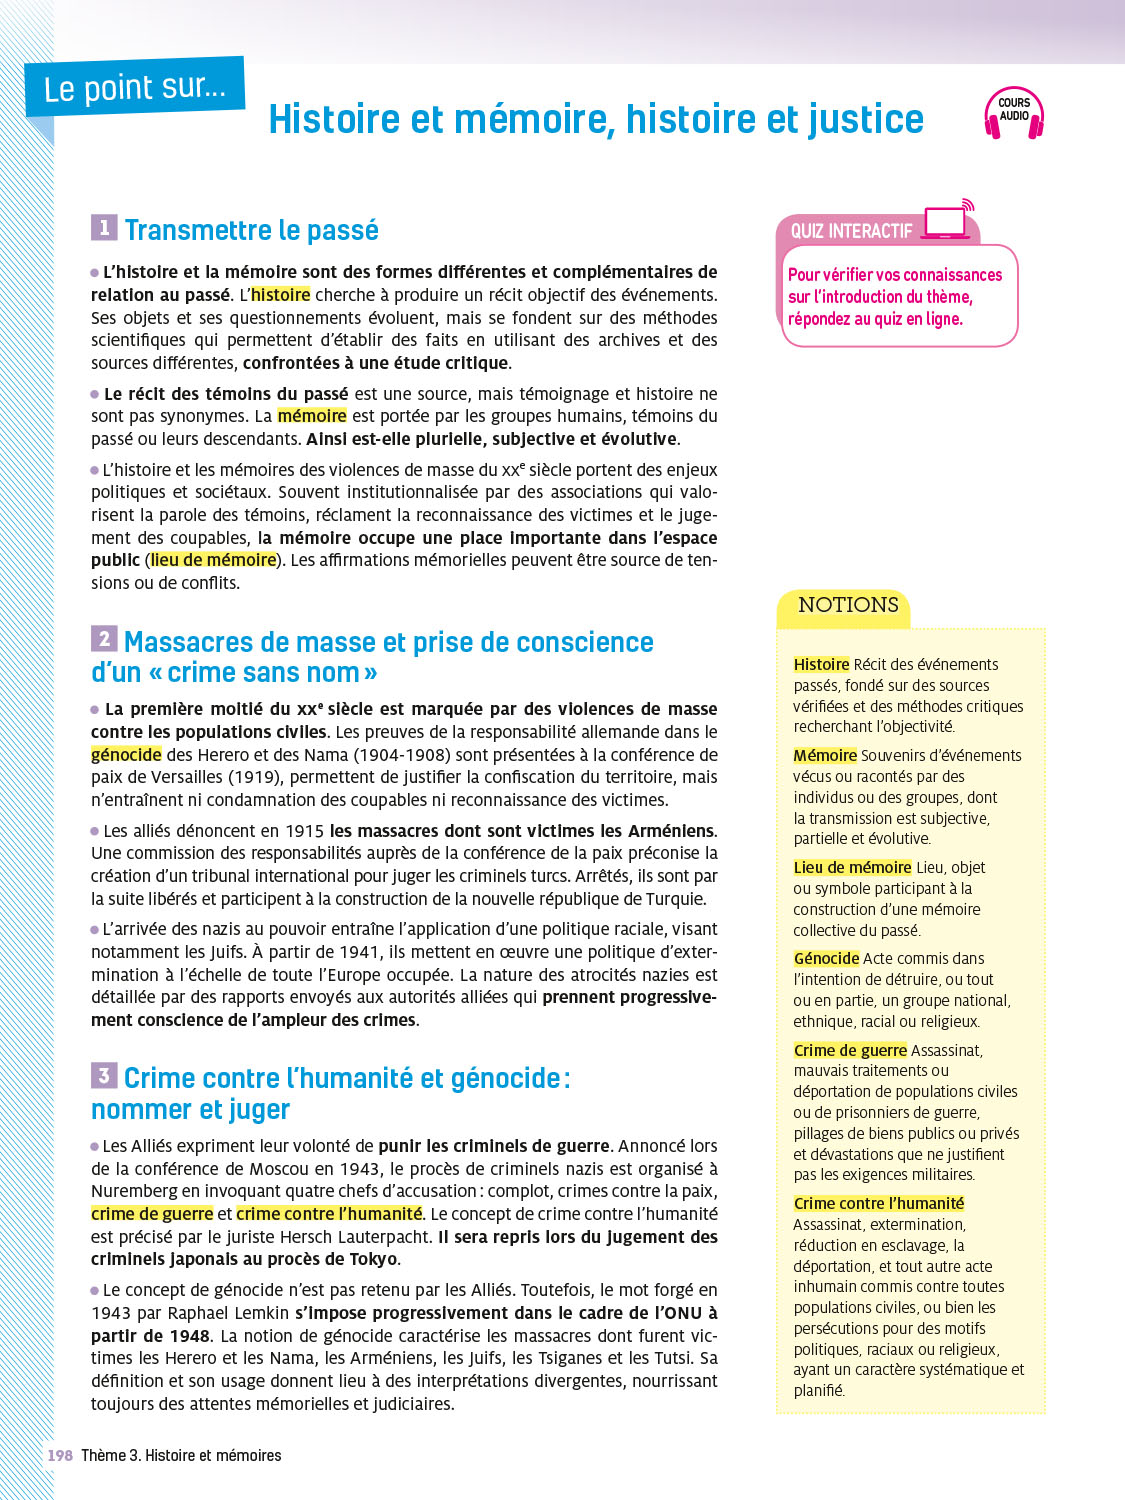 Le point sur...
Histoire et mémoire, histoire et justice
COURS
AUDIO
1 Transmettre le passé
• L’histoire et la mémoire sont des formes différentes et complémentaires de
relation au passé. L’histoire cherche à produire un récit objectif des événements.
Ses objets et ses questionnements évoluent, mais se fondent sur des méthodes
scientifiques qui permettent d’établir des faits en utilisant des archives et des
sources différentes, confrontées à une étude critique.
• Le récit des témoins du passé est une source, mais témoignage et histoire ne
sont pas synonymes. La mémoire est portée par les groupes humains, témoins du
passé ou leurs descendants. Ainsi est-elle plurielle, subjective et évolutive.
• L’histoire et les mémoires des violences de masse du XXe siècle portent des enjeux
politiques et sociétaux. Souvent institutionnalisée par des associations qui valo-
risent la parole des témoins, réclament la reconnaissance des victimes et le juge-
ment des coupables, la mémoire occupe une place importante dans l’espace
public (lieu de mémoire). Les affirmations mémorielles peuvent être source de ten-
sions ou de conflits.
2 Massacres de masse et prise de conscience
d’un « crime sans nom »
• La première moitié du XXe siècle est marquée par des violences de masse
contre les populations civiles. Les preuves de la responsabilité allemande dans le
génocide des Herero et des Nama (1904-1908) sont présentées à la conférence de
paix de Versailles (1919), permettent de justifier la confiscation du territoire, mais
n’entraînent ni condamnation des coupables ni reconnaissance des victimes.
• Les alliés dénoncent en 1915 les massacres dont sont victimes les Arméniens.
Une commission des responsabilités auprès de la conférence de la paix préconise la
création d’un tribunal international pour juger les criminels turcs. Arrêtés, ils sont par
la suite libérés et participent à la construction de la nouvelle république de Turquie.
• L’arrivée des nazis au pouvoir entraîne l’application d’une politique raciale, visant
notamment les Juifs. À partir de 1941, ils mettent en œuvre une politique d’exter-
mination à l’échelle de toute l’Europe occupée. La nature des atrocités nazies est
détaillée par des rapports envoyés aux autorités alliées qui prennent progressive-
ment conscience de l’ampleur des crimes.
3 Crime contre l’humanité et génocide :
nommer et juger
• Les Alliés expriment leur volonté de punir les criminels de guerre. Annoncé lors
de la conférence de Moscou en 1943, le procès de criminels nazis est organisé à
Nuremberg en invoquant quatre chefs d’accusation : complot, crimes contre la paix,
crime de guerre et crime contre l’humanité. Le concept de crime contre l’humanité
est précisé par le juriste Hersch Lauterpacht. Il sera repris lors du jugement des
criminels japonais au procès de Tokyo.
• Le concept de génocide n’est pas retenu par les Alliés. Toutefois, le mot forgé en
1943 par Raphael Lemkin s’impose progressivement dans le cadre de l’ONU à
partir de 1948. La notion de génocide caractérise les massacres dont furent vic-
times les Herero et les Nama, les Arméniens, les Juifs, les Tsiganes et les Tutsi. Sa
définition et son usage donnent lieu à des interprétations divergentes, nourrissant
toujours des attentes mémorielles et judiciaires.
QUIZ INTERACTIF
Pour vérifier vos connaissances
sur l’introduction du thème,
répondez au quiz en ligne.
NOTIONS
Histoire Récit des événements
passés, fondé sur des sources
vérifiées et des méthodes critiques
recherchant l’objectivité.
Mémoire Souvenirs d’événements
vécus ou racontés par des
individus ou des groupes, dont
la transmission est subjective,
partielle et évolutive.
Lieu de mémoire Lieu, objet
ou symbole participant à la
construction d’une mémoire
collective du passé.
Génocide Acte commis dans
l’intention de détruire, ou tout
ou en partie, un groupe national,
ethnique, racial ou religieux.
Crime de guerre Assassinat,
mauvais traitements ou
déportation de populations civiles
ou de prisonniers de guerre,
pillages de biens publics ou privés
et dévastations que ne justifient
pas les exigences militaires.
Crime contre l’humanité
Assassinat, extermination,
réduction en esclavage, la
déportation, et tout autre acte
inhumain commis contre toutes
populations civiles, ou bien les
persécutions pour des motifs
politiques, raciaux ou religieux,
ayant un caractère systématique et
planifié.
198 Thème 3. Histoire et mémoires